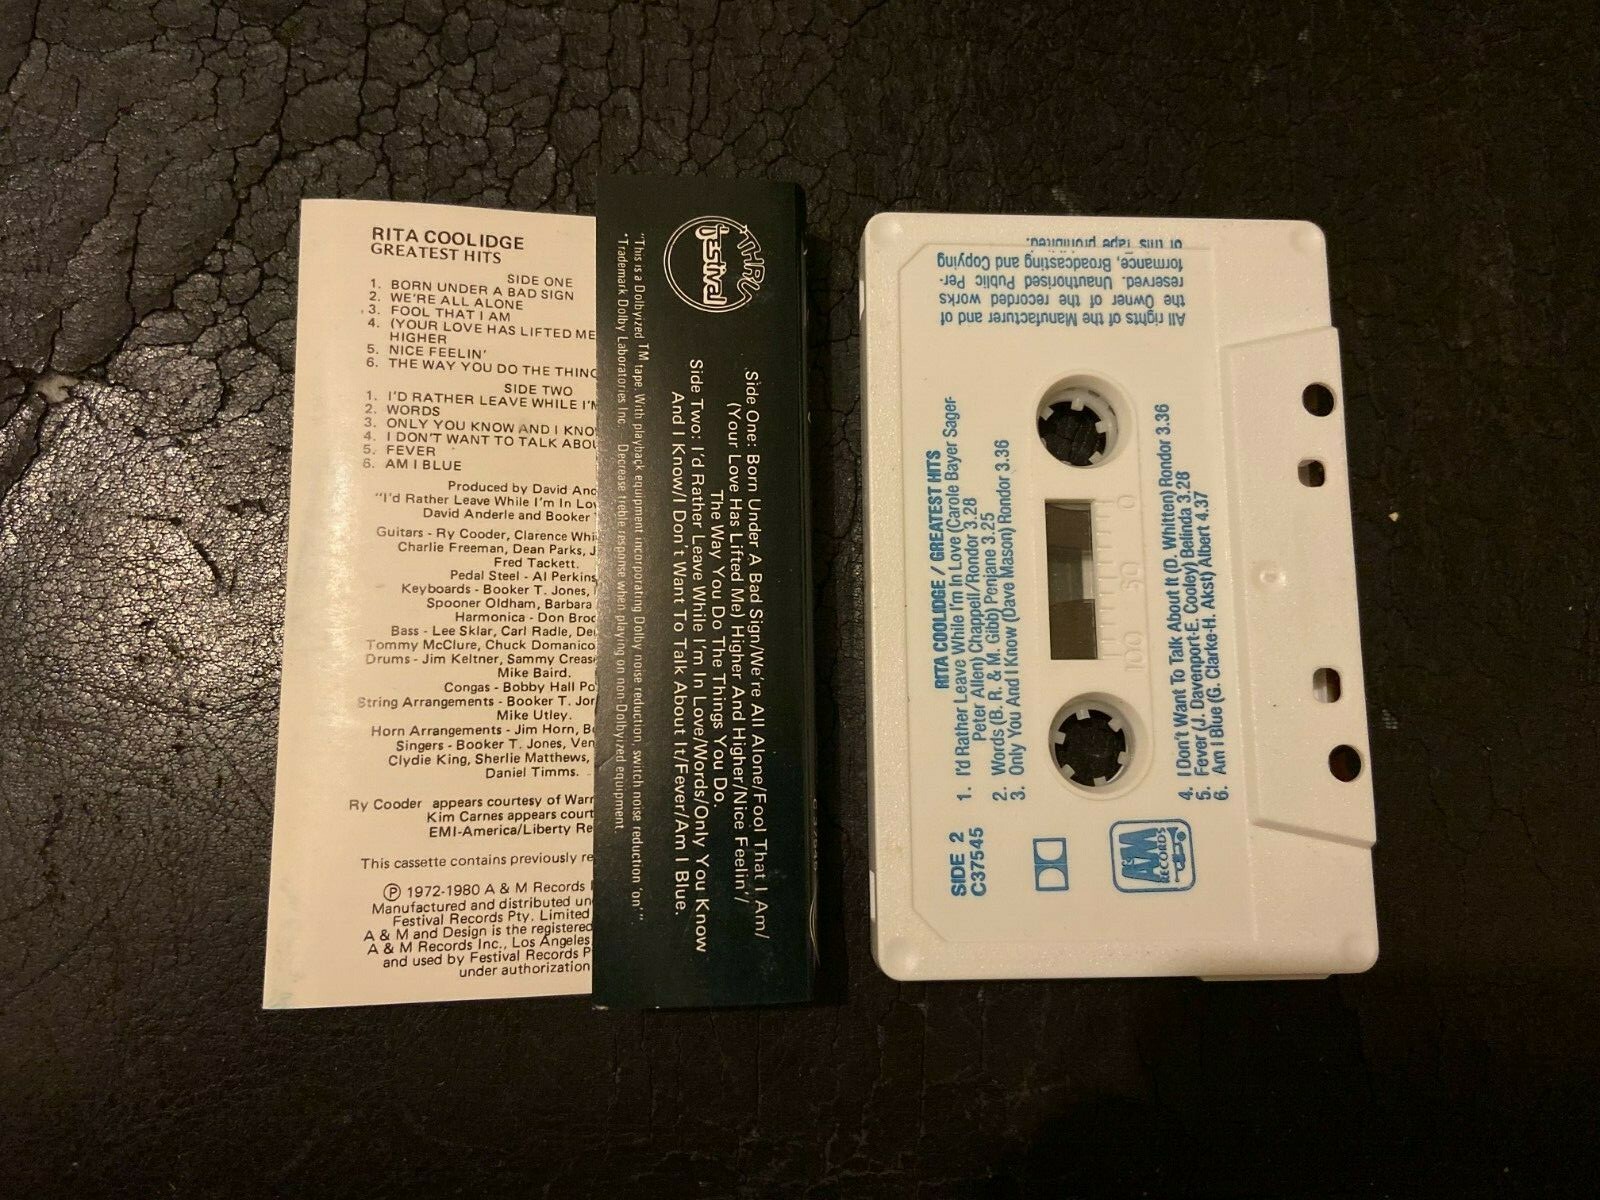 RITA COOLIDGE
GREATEST HITS
SIDE ONE
1. BORN UNDER A BAD SIGN
2. WE'RE ALL ALONE
3. FOOL THAT I AM
4. (YOUR LOVE HAS LIFTED ME
HIGHER
5. NICE FEELIN'
6. THE WAY YOU DO THE THING
SIDE TWO
1. I'D RATHER LEAVE WHILE I'M
2. WORDS
3. ONLY YOU KNOW AND I KNO
4. I DON'T WANT TO TALK ABOU
5. FEVER
6. AM I BLUE
Produced by David And
"I'd Rather Leave While I'm In Lov
David Anderle and Booker T
Guitars - Ry Cooder, Clarence Whi
Charlie Freeman, Dean Parks, J
Fred Tackett.
Pedal Steel - Al Perkins
Keyboards - Booker T. Jones,
Spooner Oldham, Barbara
Harmonica - Don Broo
Bass - Lee Sklar, Carl Radle, De
Tommy McClure, Chuck Domanico
Drums - Jim Keltner, Sammy Creas
Mike Baird.
Congas - Bobby Hall Po
String Arrangements - Booker T. Jon
Mike Utley.
Horn Arrangements - Jim Horn, B
Singers - Booker T. Jones, Ven
Clydie King, Sherlie Matthews,
Daniel Timms.
Ry Cooder appears courtesy of Warn
Kim Carnes appears court
EMI-America/Liberty Re
This cassette contains previously re
Ⓟ 1972-1980 A & M Records
Manufactured and distributed un
Festival Records Pty. Limited
A & M and Design is the registered
A & M Records Inc., Los Angeles
and used by Festival Records P
under authorization
THRU
festival
Side One: Born Under A Bad Sign/We're All Alone/Fool That I Am/
(Your Love Has Lifted Me) Higher And Higher/Nice Feelin'/
The Way You Do The Things You Do.
Side Two: I'd Rather Leave While I'm In Love/Words/Only You Know
And I Know/I Don't Want To Talk About It/Fever/Am I Blue.
"This is a Dolbyized TM tape. With playback equipment incorporating Dolby noise reduction, switch noise reduction 'on'."
*Trademark Dolby Laboratories Inc. Decrease treble response when playing on non-Dolbyized equipment.
RITA COOLIDGE / GREATEST HITS
1. I'd Rather Leave While I'm In Love (Carole Bayer Sager-
Peter Allen) Chappell/Rondor 3.28
2. Words (B. R. & M. Gibb) Penjane 3.25
3. Only You And I Know (Dave Mason) Rondor 3.36
100 50 0
4. I Don't Want To Talk About It (D. Whitten) Rondor 3.36
5. Fever (J. Davenport-E. Cooley) Belinda 3.28
6. Am I Blue (G. Clarke-H. Akst) Albert 4.37
SIDE 2
C37545
A&M
RECORDS
All rights of the Manufacturer and of
the Owner of the recorded works
reserved. Unauthorised Public Per-
formance, Broadcasting and Copying
of this Tape prohibited.